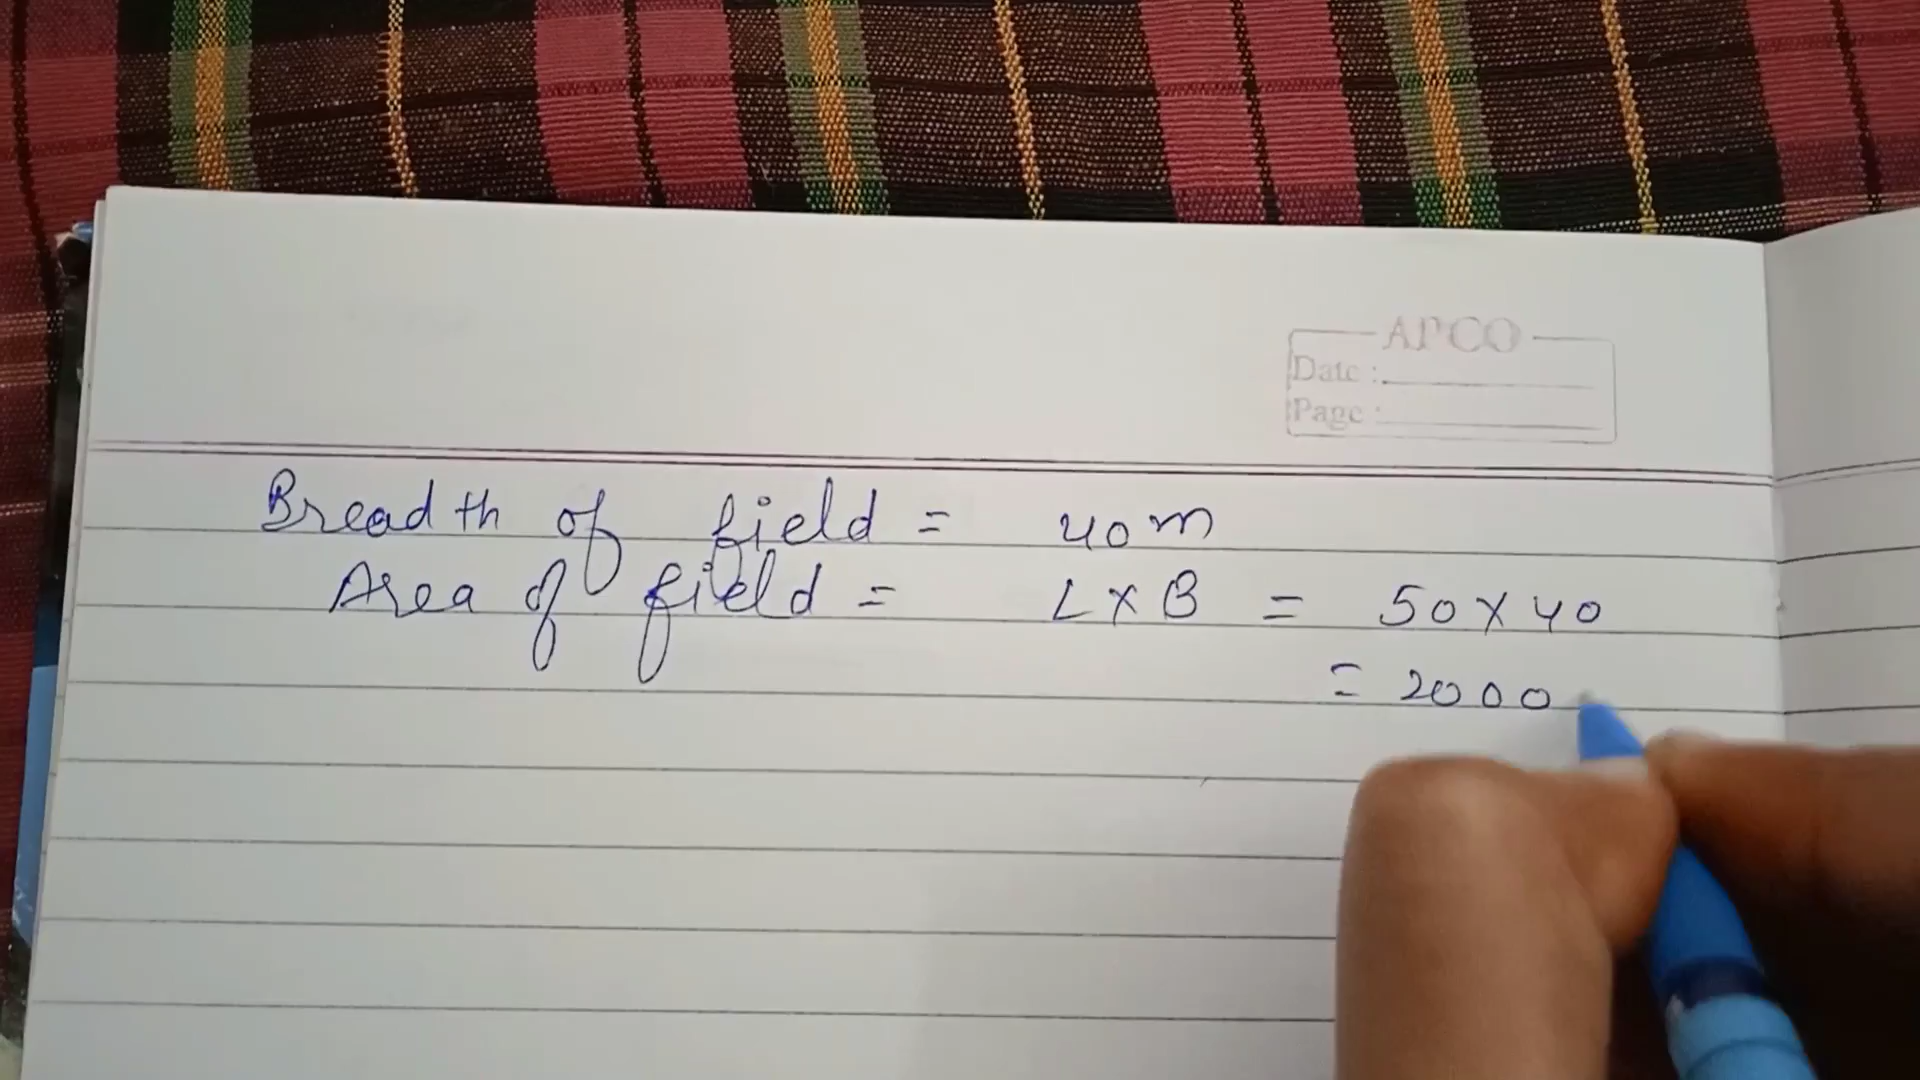 APCO
Date :
Page :
Breadth of field = 40m
Area of field = L x B = 50 x 40
= 2000